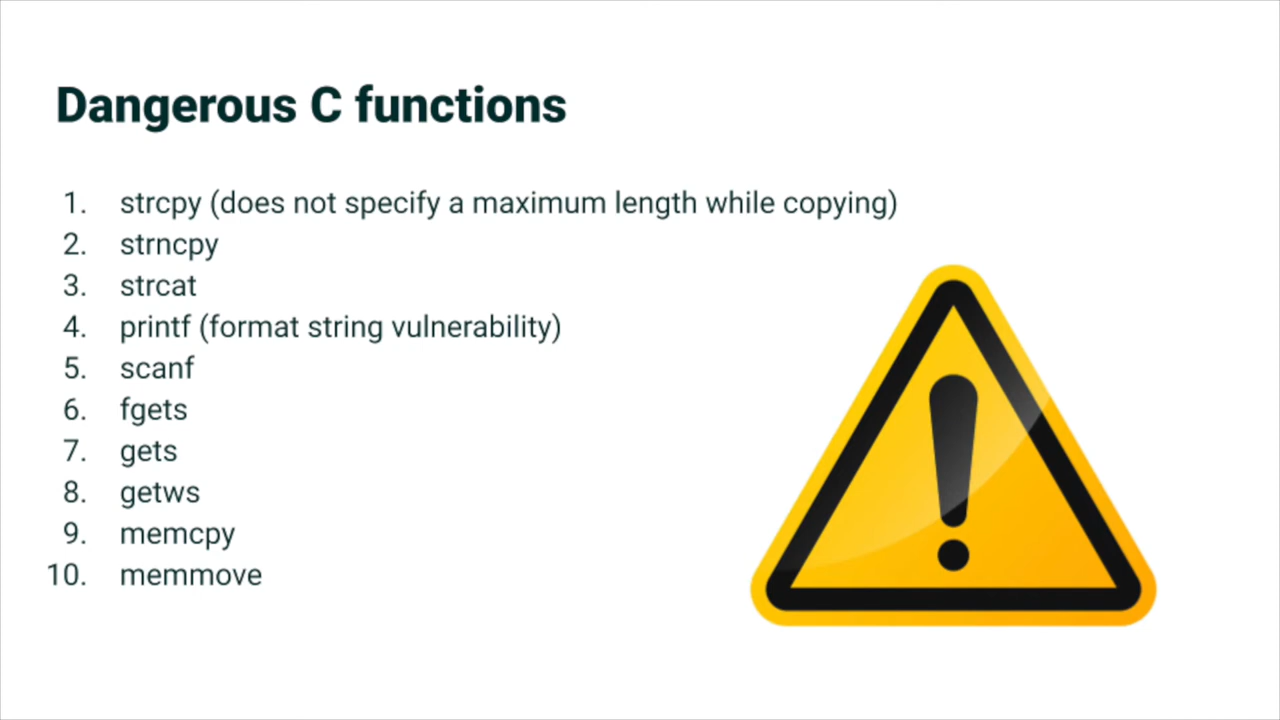 Dangerous C functions
1. strcpy (does not specify a maximum length while copying)
2. strncpy
3. strcat
4. printf (format string vulnerability)
5. scanf
6. fgets
7. gets
8. getws
9. memcpy
10. memmove